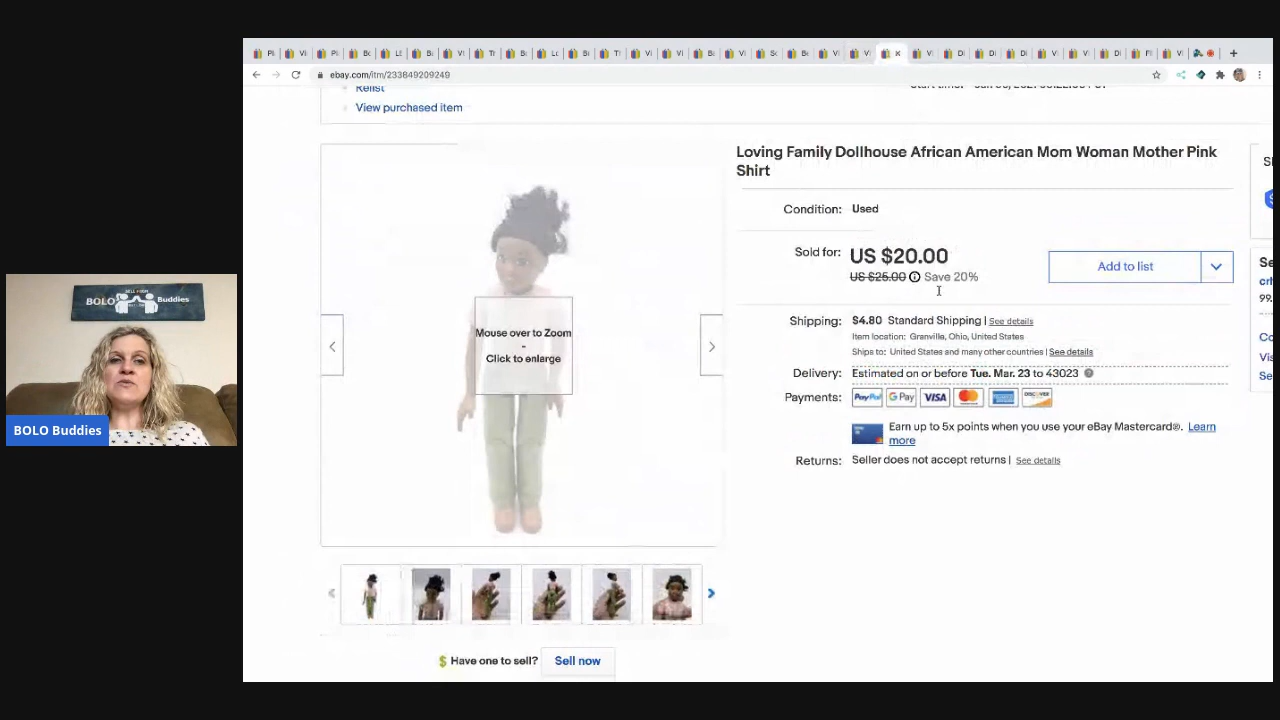 ebay.com/itm/233849209249
Relist
View purchased item
Loving Family Dollhouse African American Mom Woman Mother Pink
Shirt
Condition: Used
Sold for: US $20.00
US $25.00 Save 20%
Add to list
Shipping: $4.80 Standard Shipping | See details
Item location: Granville, Ohio, United States
Ships to: United States and many other countries | See details
Delivery: Estimated on or before Tue. Mar. 23 to 43023
Payments: PayPal G Pay VISA
Earn up to 5x points when you use your eBay Mastercard®. Learn
more
Returns: Seller does not accept returns | See details
Mouse over to Zoom
-
Click to enlarge
Have one to sell? Sell now
BOLO Buddies
BOLO Buddies